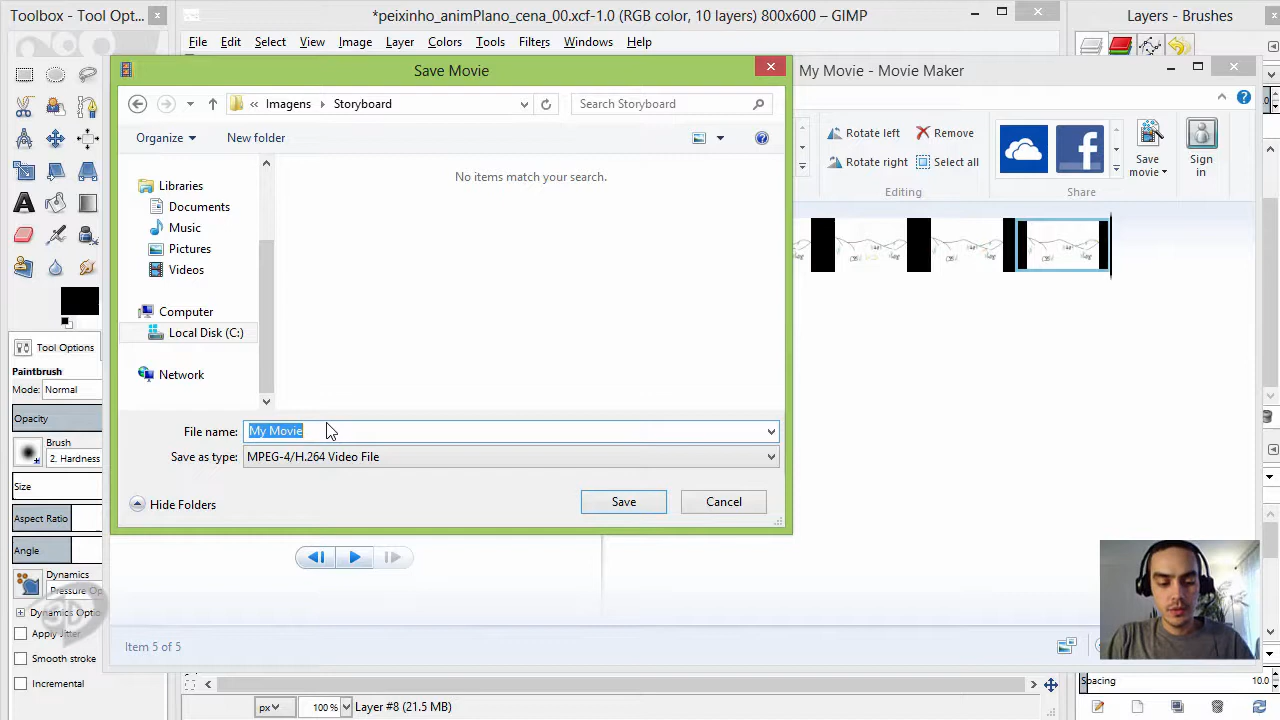 Toolbox - Tool Opt...
*peixinho_animPlano_cena_00.xcf-1.0 (RGB color, 10 layers) 800x600 – GIMP
Layers - Brushes
File Edit Select View Image Layer Colors Tools Filters Windows Help
Save Movie
My Movie - Movie Maker
« Imagens Storyboard
Search Storyboard
Organize New folder
Rotate left Remove
Rotate right Select all
Editing
Save movie
Share
Sign in
No items match your search.
Libraries
Documents
Music
Pictures
Videos
Computer
Local Disk (C:)
Network
Tool Options
Paintbrush
Mode: Normal
Opacity
Brush
2. Hardness
Size
Aspect Ratio
Angle
Dynamics
Pressure Op
Dynamics Optio
Apply Jitter
Smooth stroke
Incremental
File name: My Movie
Save as type: MPEG-4/H.264 Video File
Hide Folders
Save Cancel
Item 5 of 5
Spacing 10.0
px 100 % Layer #8 (21.5 MB)